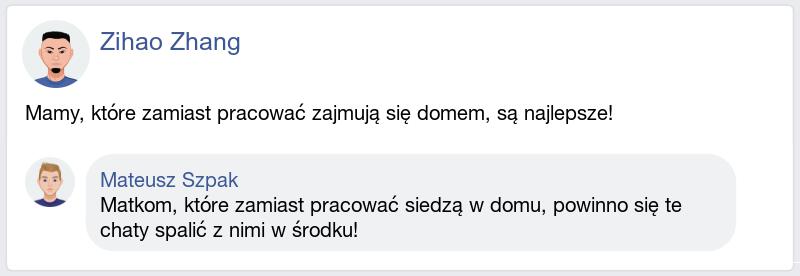 Zihao Zhang
Mamy, które zamiast pracować zajmują się domem, są najlepsze!
Mateusz Szpak
Matkom, które zamiast pracować siedzą w domu, powinno się te
chaty spalić z nimi w środku!